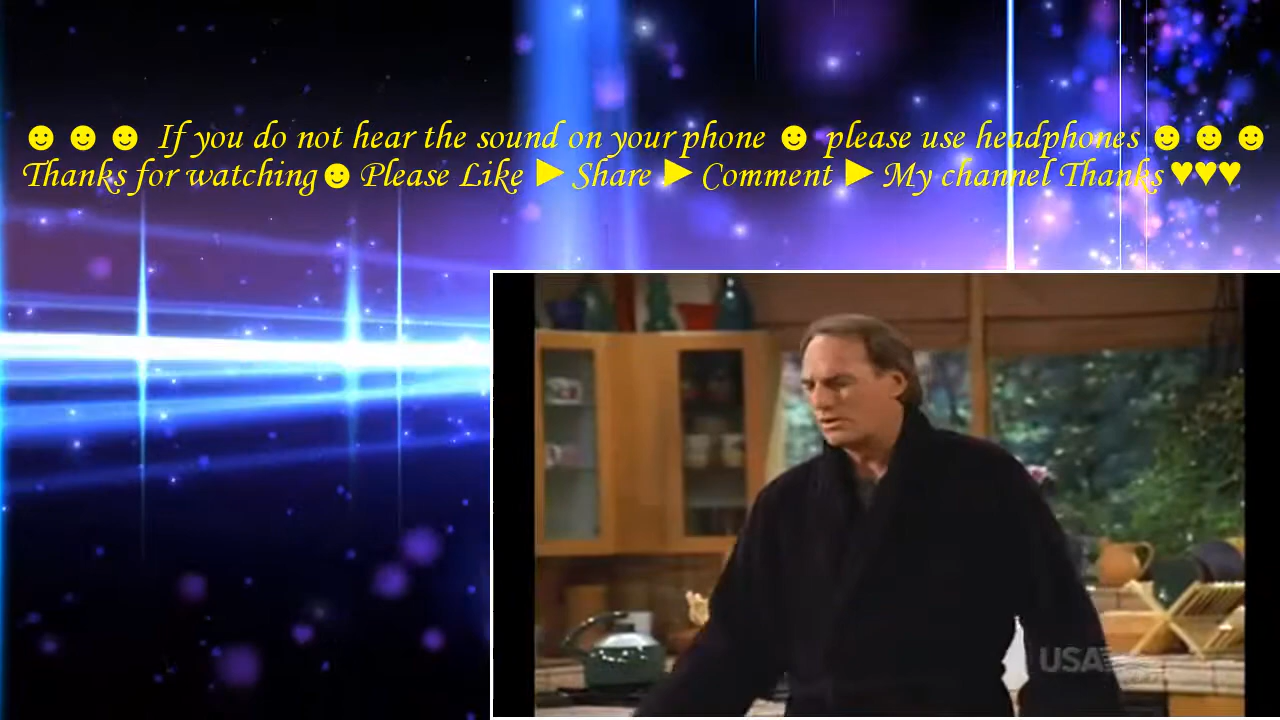 ☻☻☻ If you do not hear the sound on your phone ☻ please use headphones ☻☻☻
Thanks for watching☻Please Like ►Share ►Comment ►My channel Thanks ♥♥♥
USA